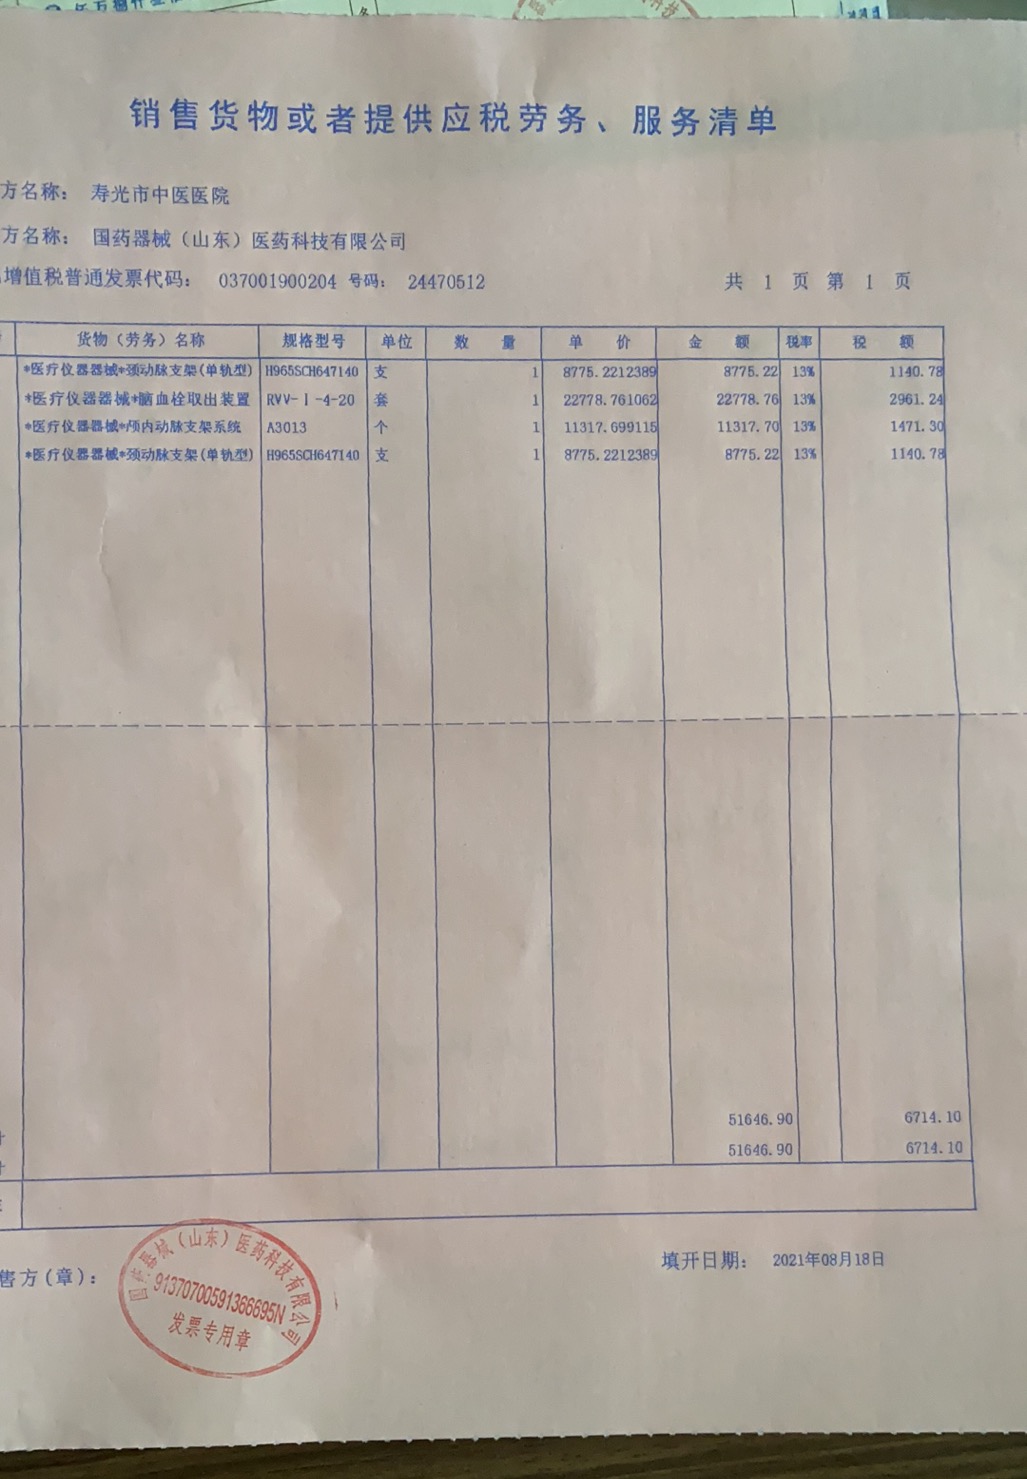 销售货物或者提供应税劳务、服务清单
方名称： 寿光市中医医院
方名称： 国药器械（山东）医药科技有限公司
增值税普通发票代码： 037001900204 号码： 24470512 共 1 页 第 1 页
货物（劳务）名称 规格型号 单位 数 量 单 价 金 额 税率 税 额
*医疗仪器器械*颈动脉支架(单轨型) H965SCH647140 支 1 8775.2212389 8775.22 13% 1140.78
*医疗仪器器械*脑血栓取出装置 RVV-Ⅰ-4-20 套 1 22778.761062 22778.76 13% 2961.24
*医疗仪器器械*颅内动脉支架系统 A3013 个 1 11317.699115 11317.70 13% 1471.30
*医疗仪器器械*颈动脉支架(单轨型) H965SCH647140 支 1 8775.2212389 8775.22 13% 1140.78
51646.90 6714.10
计 51646.90 6714.10
售方(章)： 填开日期： 2021年08月18日
国药器械（山东）医药科技有限公司
91370700591366695N
发票专用章